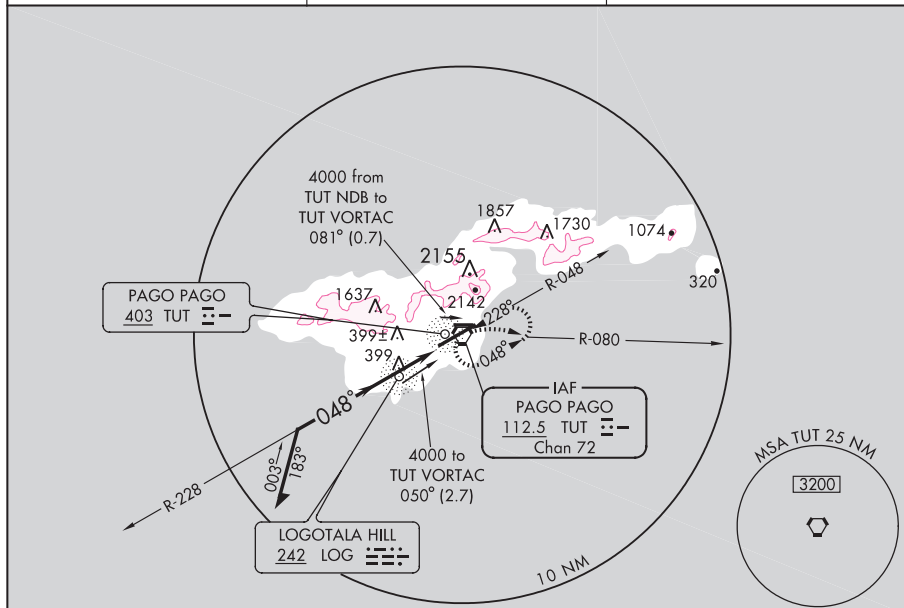 4000 from
TUT NDB to
TUT VORTAC
081° (0.7)
1857
1730
1074
2155
320
PAGO PAGO
403 TUT
1637
2142
R-048
399±
228°
399
048°
R-080
048°
IAF
PAGO PAGO
112.5 TUT
Chan 72
MSA TUT 25 NM
3200
003°
183°
4000 to
TUT VORTAC
050° (2.7)
R-228
LOGOTALA HILL
242 LOG
10 NM